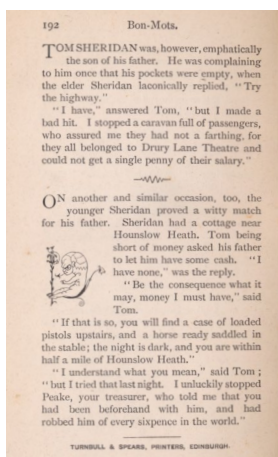 192 Bon-Mots.
TOM SHERIDAN was, however, emphatically
the son of his father. He was complaining
to him once that his pockets were empty, when
the elder Sheridan laconically replied, "Try
the highway."
"I have," answered Tom, "but I made a
bad hit. I stopped a caravan full of passengers,
who assured me they had not a farthing, for
they all belonged to Drury Lane Theatre and
could not get a single penny of their salary."
ON another and similar occasion, too, the
younger Sheridan proved a witty match
for his father. Sheridan had a cottage near
Hounslow Heath. Tom being
short of money asked his father
to let him have some cash. "I
have none," was the reply.
"Be the consequence what it
may, money I must have," said
Tom.
"If that is so, you will find a case of loaded
pistols upstairs, and a horse ready saddled in
the stable; the night is dark, and you are within
half a mile of Hounslow Heath."
"I understand what you mean," said Tom;
"but I tried that last night. I unluckily stopped
Peake, your treasurer, who told me that you
had been beforehand with him, and had
robbed him of every sixpence in the world."
TURNBULL & SPEARS, PRINTERS, EDINBURGH.